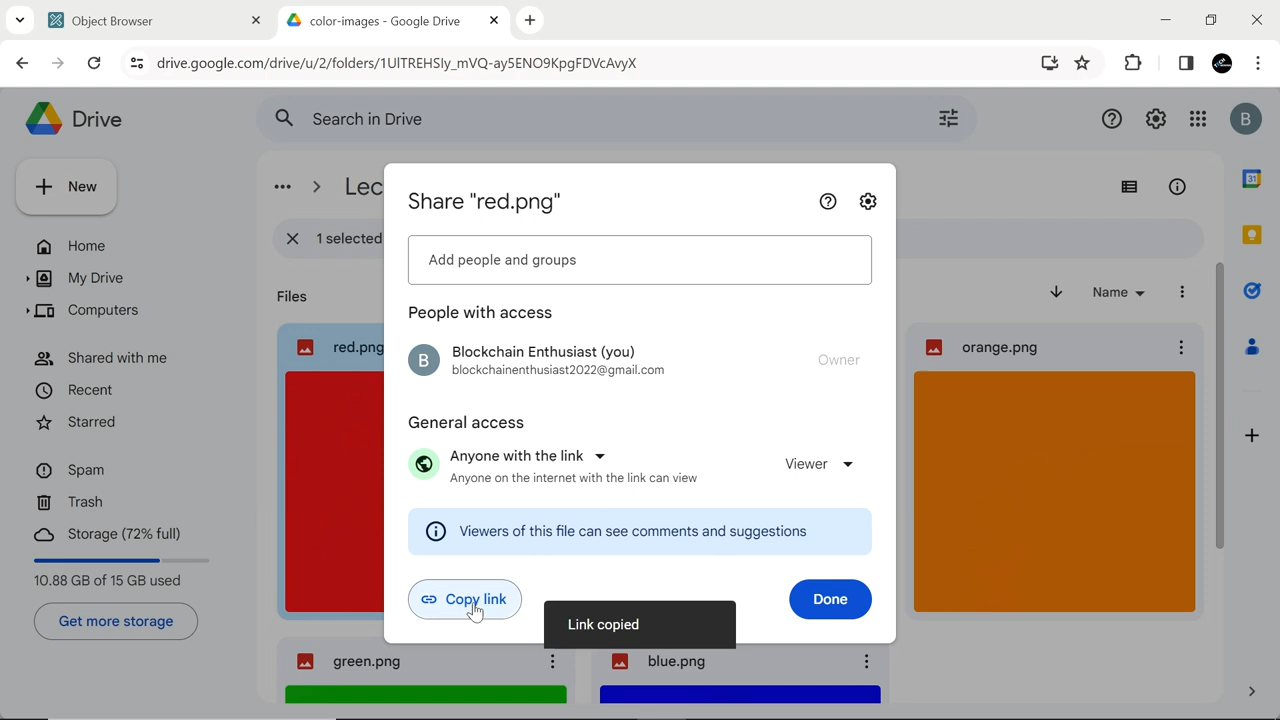 Object Browser
color-images - Google Drive
drive.google.com/drive/u/2/folders/1UlTREHSly_mVQ-ay5ENO9KpgFDVcAvyX
Drive
Search in Drive
B
New
Lec
1 selected
Home
My Drive
Computers
Shared with me
Recent
Starred
Spam
Trash
Storage (72% full)
10.88 GB of 15 GB used
Get more storage
Files
Name
red.png
orange.png
green.png
blue.png
Share "red.png"
Add people and groups
People with access
B
Blockchain Enthusiast (you)
blockchainenthusiast2022@gmail.com
Owner
General access
Anyone with the link
Anyone on the internet with the link can view
Viewer
Viewers of this file can see comments and suggestions
Copy link
Done
Link copied
31